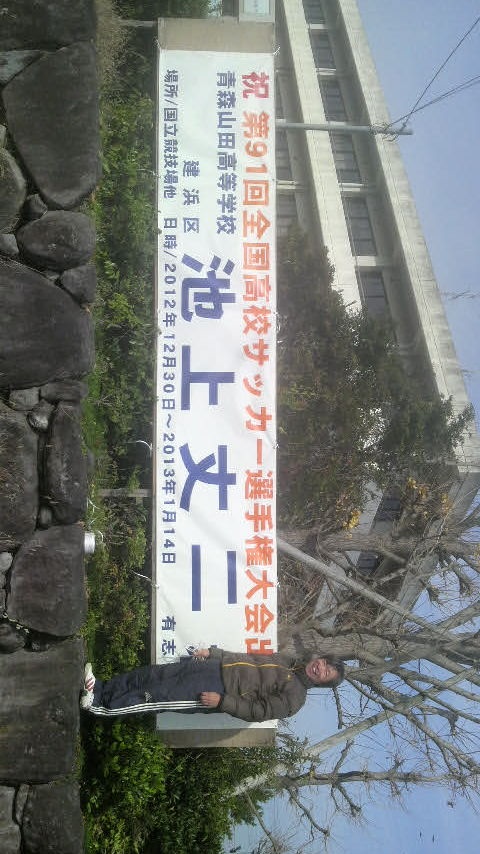 祝 第91回全国高校サッカー選手権大会出
青森山田高等学校
建浜区 池上丈二
場所/国立競技場他 日時/2012年12月30日～2013年1月14日
有志